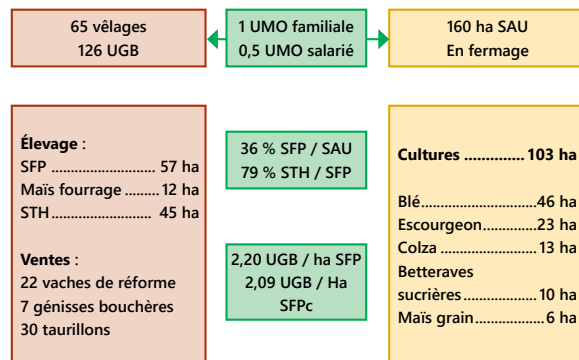 65 vêlages
126 UGB
1 UMO familiale
0,5 UMO salarié
160 ha SAU
En fermage
Élevage :
SFP ............................ 57 ha
Maïs fourrage ......... 12 ha
STH ........................... 45 ha
Ventes :
22 vaches de réforme
7 génisses bouchères
30 taurillons
36 % SFP / SAU
79 % STH / SFP
2,20 UGB / ha SFP
2,09 UGB / Ha
SFPc
Cultures ............... 103 ha
Blé ................................ 46 ha
Escourgeon ................ 23 ha
Colza .......................... 13 ha
Betteraves
sucrières .................... 10 ha
Maïs grain .................... 6 ha